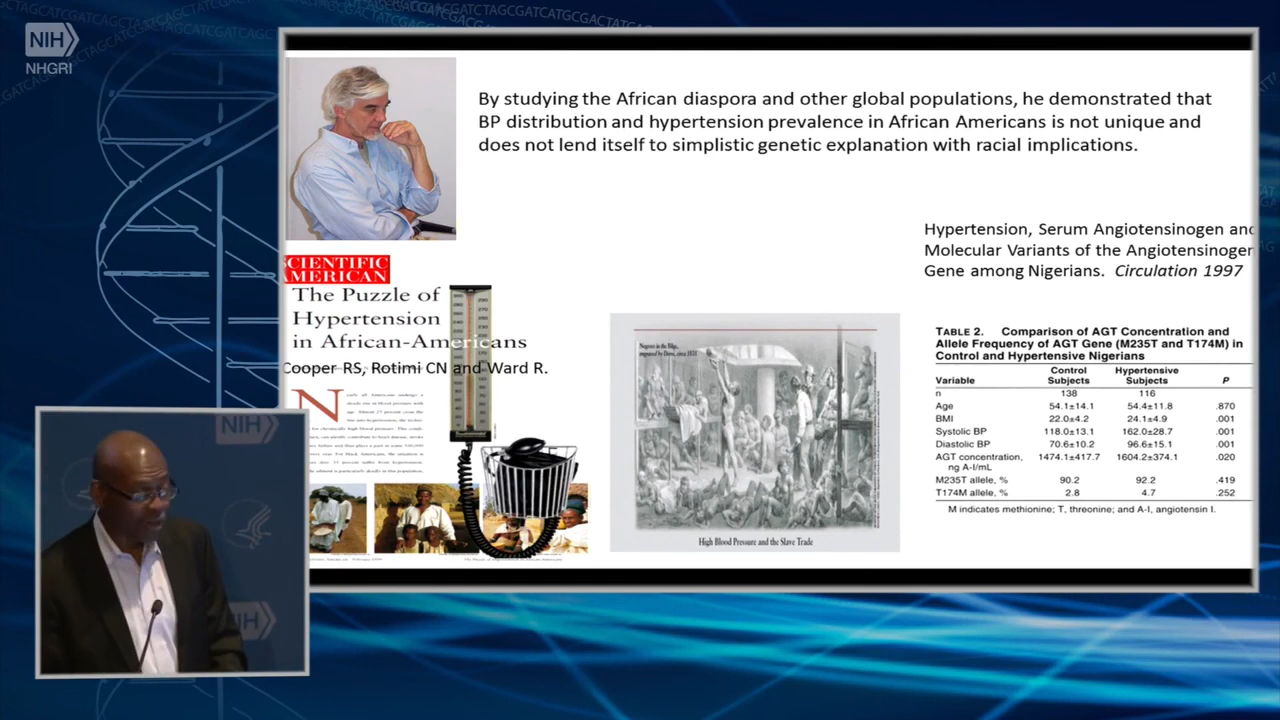 NIH
NHGRI
By studying the African diaspora and other global populations, he demonstrated that
BP distribution and hypertension prevalence in African Americans is not unique and
does not lend itself to simplistic genetic explanation with racial implications.
Hypertension, Serum Angiotensinogen and
Molecular Variants of the Angiotensinogen
Gene among Nigerians. Circulation 1997
SCIENTIFIC
AMERICAN
The Puzzle of
Hypertension
in African-Americans
Cooper RS, Rotimi CN and Ward R.
High Blood Pressure and the Slave Trade
TABLE 2. Comparison of AGT Concentration and
Allele Frequency of AGT Gene (M235T and T174M) in
Control and Hypertensive Nigerians
Variable Control Subjects Hypertensive Subjects P
n 138 116
Age 54.1±14.1 54.4±11.8 .870
BMI 22.0±4.2 24.1±4.9 .001
Systolic BP 118.0±13.1 162.0±28.7 .001
Diastolic BP 70.6±10.2 96.6±15.1 .001
AGT concentration, 1474.1±417.7 1604.2±374.1 .020
ng A-I/mL
M235T allele, % 90.2 92.2 .419
T174M allele, % 2.8 4.7 .252
M indicates methionine; T, threonine; and A-I, angiotensin I.
NIH
NIH